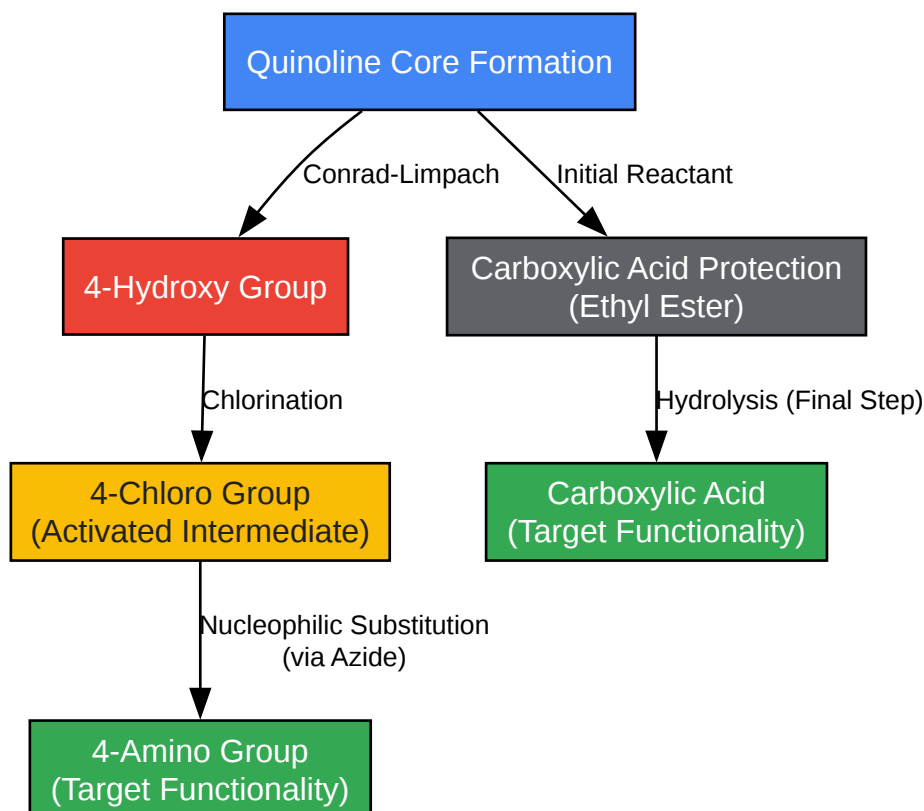 Quinoline Core Formation
Conrad-Limpach
Initial Reactant
4-Hydroxy Group
Carboxylic Acid Protection
(Ethyl Ester)
Chlorination
Hydrolysis (Final Step)
4-Chloro Group
(Activated Intermediate)
Carboxylic Acid
(Target Functionality)
Nucleophilic Substitution
(via Azide)
4-Amino Group
(Target Functionality)